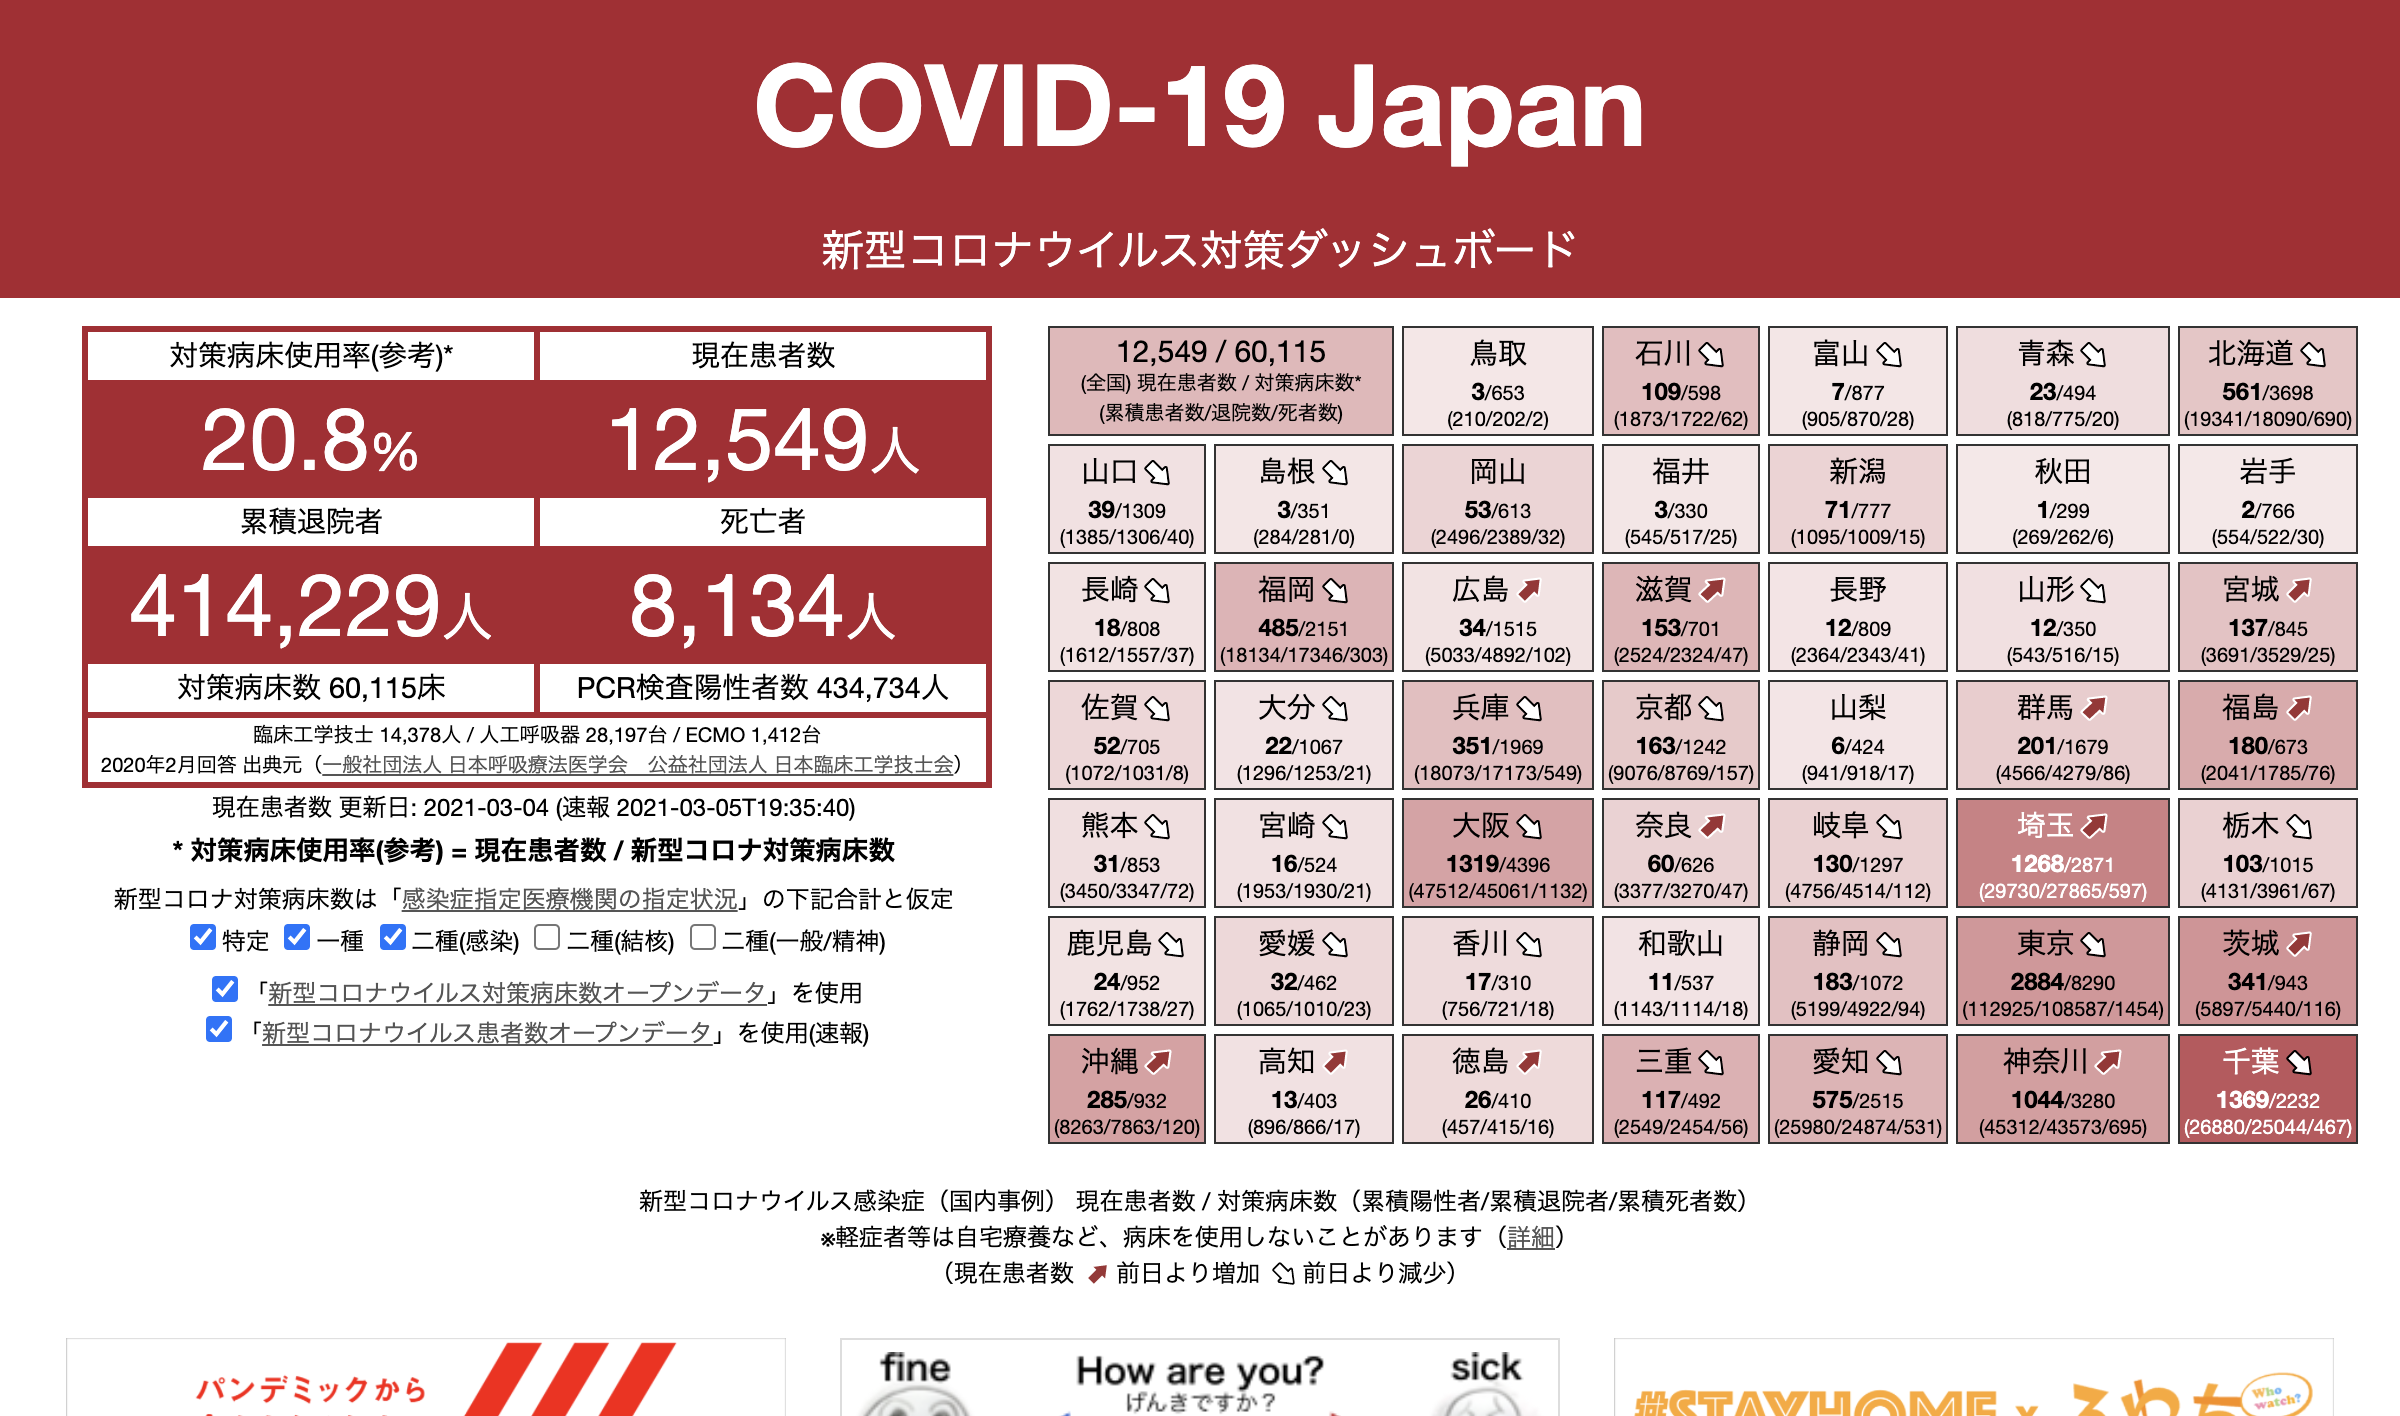 COVID-19 Japan
新型コロナウイルス対策ダッシュボード
対策病床使用率(参考)*
現在患者数
20.8%
12,549人
累積退院者
死亡者
414,229人
8,134人
対策病床数 60,115床
PCR検査陽性者数 434,734人
臨床工学技士 14,378人 / 人工呼吸器 28,197台 / ECMO 1,412台
2020年2月回答 出典元（一般社団法人 日本呼吸療法医学会　公益社団法人 日本臨床工学技士会）
現在患者数 更新日: 2021-03-04 (速報 2021-03-05T19:35:40)
* 対策病床使用率(参考) = 現在患者数 / 新型コロナ対策病床数
新型コロナ対策病床数は「感染症指定医療機関の指定状況」の下記合計と仮定
特定 一種 二種(感染) 二種(結核) 二種(一般/精神)
「新型コロナウイルス対策病床数オープンデータ」を使用
「新型コロナウイルス患者数オープンデータ」を使用(速報)
12,549 / 60,115
(全国) 現在患者数 / 対策病床数*
(累積患者数/退院数/死者数)
鳥取
3/653
(210/202/2)
石川
109/598
(1873/1722/62)
富山
7/877
(905/870/28)
青森
23/494
(818/775/20)
北海道
561/3698
(19341/18090/690)
山口
39/1309
(1385/1306/40)
島根
3/351
(284/281/0)
岡山
53/613
(2496/2389/32)
福井
3/330
(545/517/25)
新潟
71/777
(1095/1009/15)
秋田
1/299
(269/262/6)
岩手
2/766
(554/522/30)
長崎
18/808
(1612/1557/37)
福岡
485/2151
(18134/17346/303)
広島
34/1515
(5033/4892/102)
滋賀
153/701
(2524/2324/47)
長野
12/809
(2364/2343/41)
山形
12/350
(543/516/15)
宮城
137/845
(3691/3529/25)
佐賀
52/705
(1072/1031/8)
大分
22/1067
(1296/1253/21)
兵庫
351/1969
(18073/17173/549)
京都
163/1242
(9076/8769/157)
山梨
6/424
(941/918/17)
群馬
201/1679
(4566/4279/86)
福島
180/673
(2041/1785/76)
熊本
31/853
(3450/3347/72)
宮崎
16/524
(1953/1930/21)
大阪
1319/4396
(47512/45061/1132)
奈良
60/626
(3377/3270/47)
岐阜
130/1297
(4756/4514/112)
埼玉
1268/2871
(29730/27865/597)
栃木
103/1015
(4131/3961/67)
鹿児島
24/952
(1762/1738/27)
愛媛
32/462
(1065/1010/23)
香川
17/310
(756/721/18)
和歌山
11/537
(1143/1114/18)
静岡
183/1072
(5199/4922/94)
東京
2884/8290
(112925/108587/1454)
茨城
341/943
(5897/5440/116)
沖縄
285/932
(8263/7863/120)
高知
13/403
(896/866/17)
徳島
26/410
(457/415/16)
三重
117/492
(2549/2454/56)
愛知
575/2515
(25980/24874/531)
神奈川
1044/3280
(45312/43573/695)
千葉
1369/2232
(26880/25044/467)
新型コロナウイルス感染症（国内事例） 現在患者数 / 対策病床数（累積陽性者/累積退院者/累積死者数）
※軽症者等は自宅療養など、病床を使用しないことがあります（詳細）
（現在患者数 前日より増加 前日より減少）
パンデミックから
fine
How are you?
げんきですか？
sick
#STAYHOME x
Who watch?